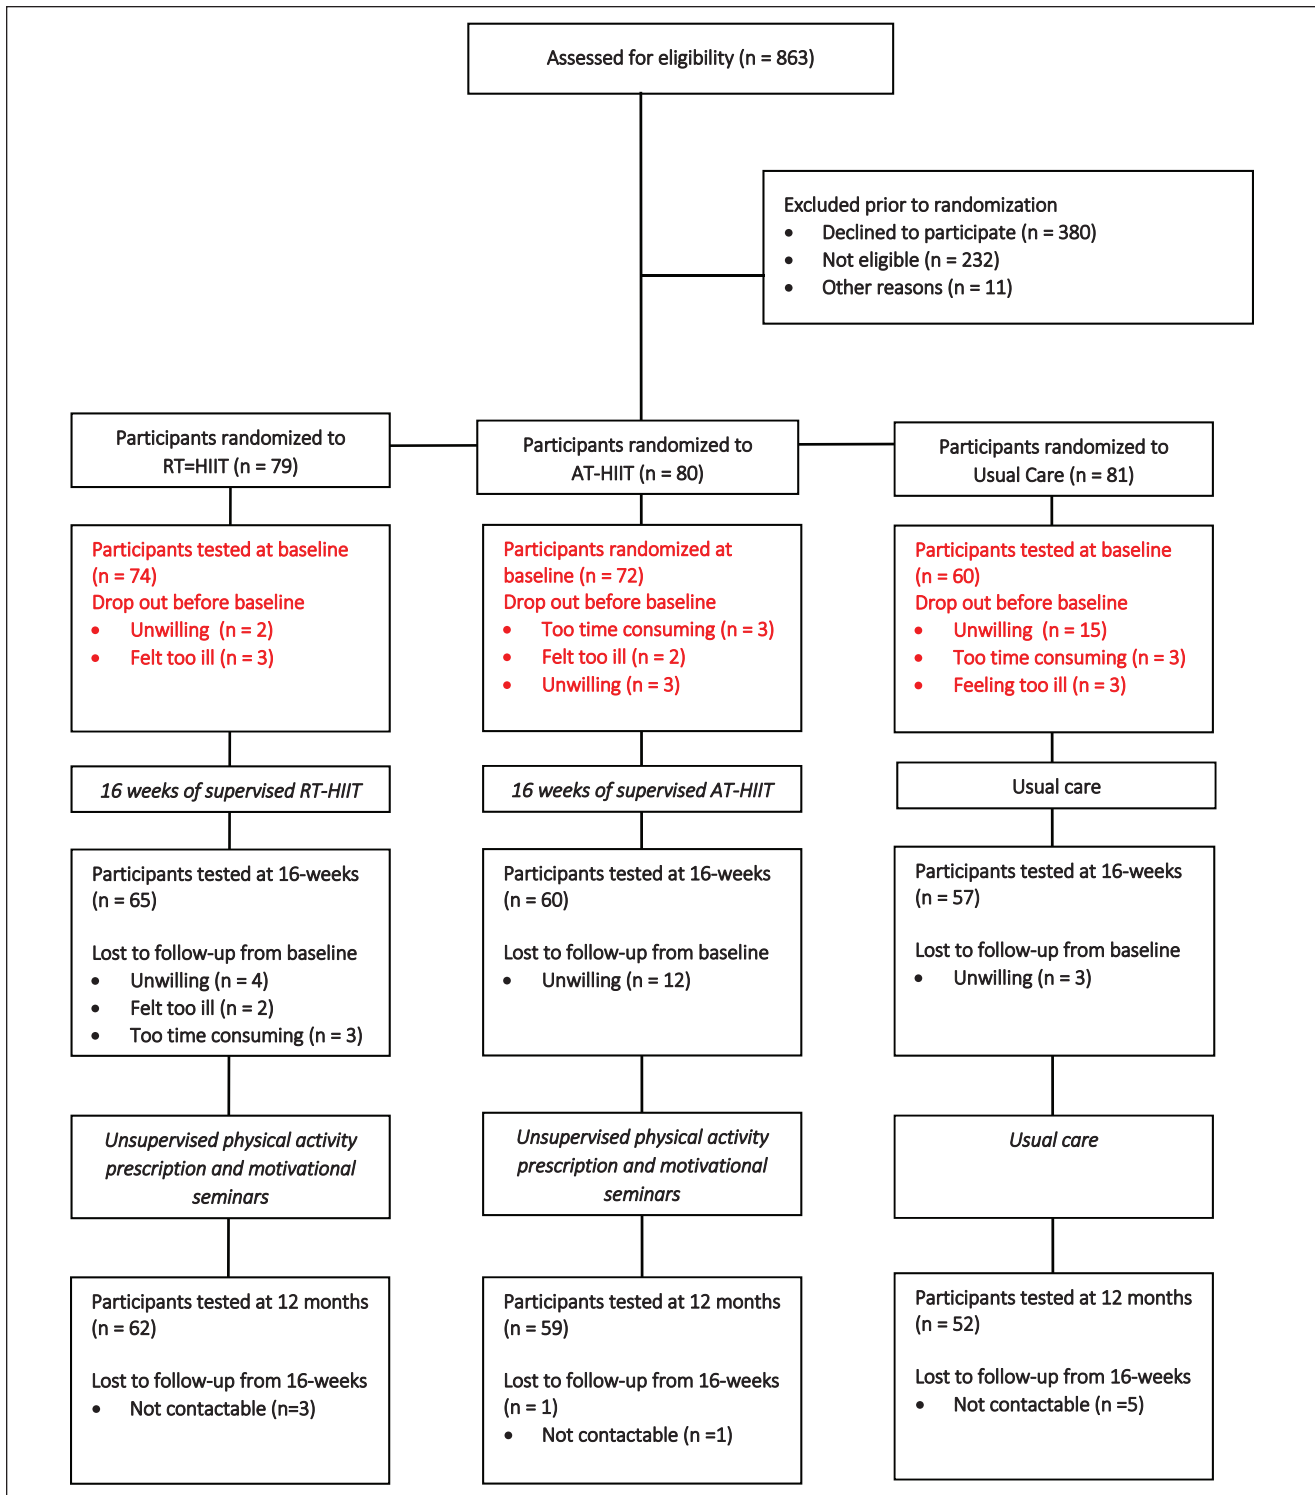 Assessed for eligibility (n = 863)
Excluded prior to randomization
• Declined to participate (n = 380)
• Not eligible (n = 232)
• Other reasons (n = 11)
Participants randomized to
RT=HIIT (n = 79)
Participants randomized to
AT-HIIT (n = 80)
Participants randomized to
Usual Care (n = 81)
Participants tested at baseline
(n = 74)
Drop out before baseline
• Unwilling (n = 2)
• Felt too ill (n = 3)
Participants randomized at
baseline (n = 72)
Drop out before baseline
• Too time consuming (n = 3)
• Felt too ill (n = 2)
• Unwilling (n = 3)
Participants tested at baseline
(n = 60)
Drop out before baseline
• Unwilling (n = 15)
• Too time consuming (n = 3)
• Feeling too ill (n = 3)
16 weeks of supervised RT-HIIT
16 weeks of supervised AT-HIIT
Usual care
Participants tested at 16-weeks
(n = 65)
Lost to follow-up from baseline
• Unwilling (n = 4)
• Felt too ill (n = 2)
• Too time consuming (n = 3)
Participants tested at 16-weeks
(n = 60)
Lost to follow-up from baseline
• Unwilling (n = 12)
Participants tested at 16-weeks
(n = 57)
Lost to follow-up from baseline
• Unwilling (n = 3)
Unsupervised physical activity
prescription and motivational
seminars
Unsupervised physical activity
prescription and motivational
seminars
Usual care
Participants tested at 12 months
(n = 62)
Lost to follow-up from 16-weeks
• Not contactable (n=3)
Participants tested at 12 months
(n = 59)
Lost to follow-up from 16-weeks
(n = 1)
• Not contactable (n =1)
Participants tested at 12 months
(n = 52)
Lost to follow-up from 16-weeks
• Not contactable (n =5)